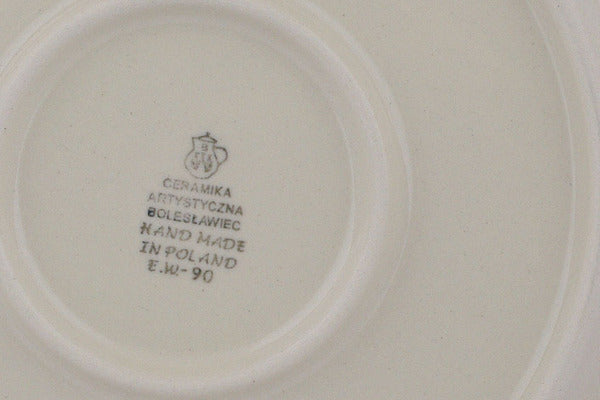 B
CERAMIKA
ARTYSTYCZNA
BOLESŁAWIEC
HAND MADE
IN POLAND
E.W.-90